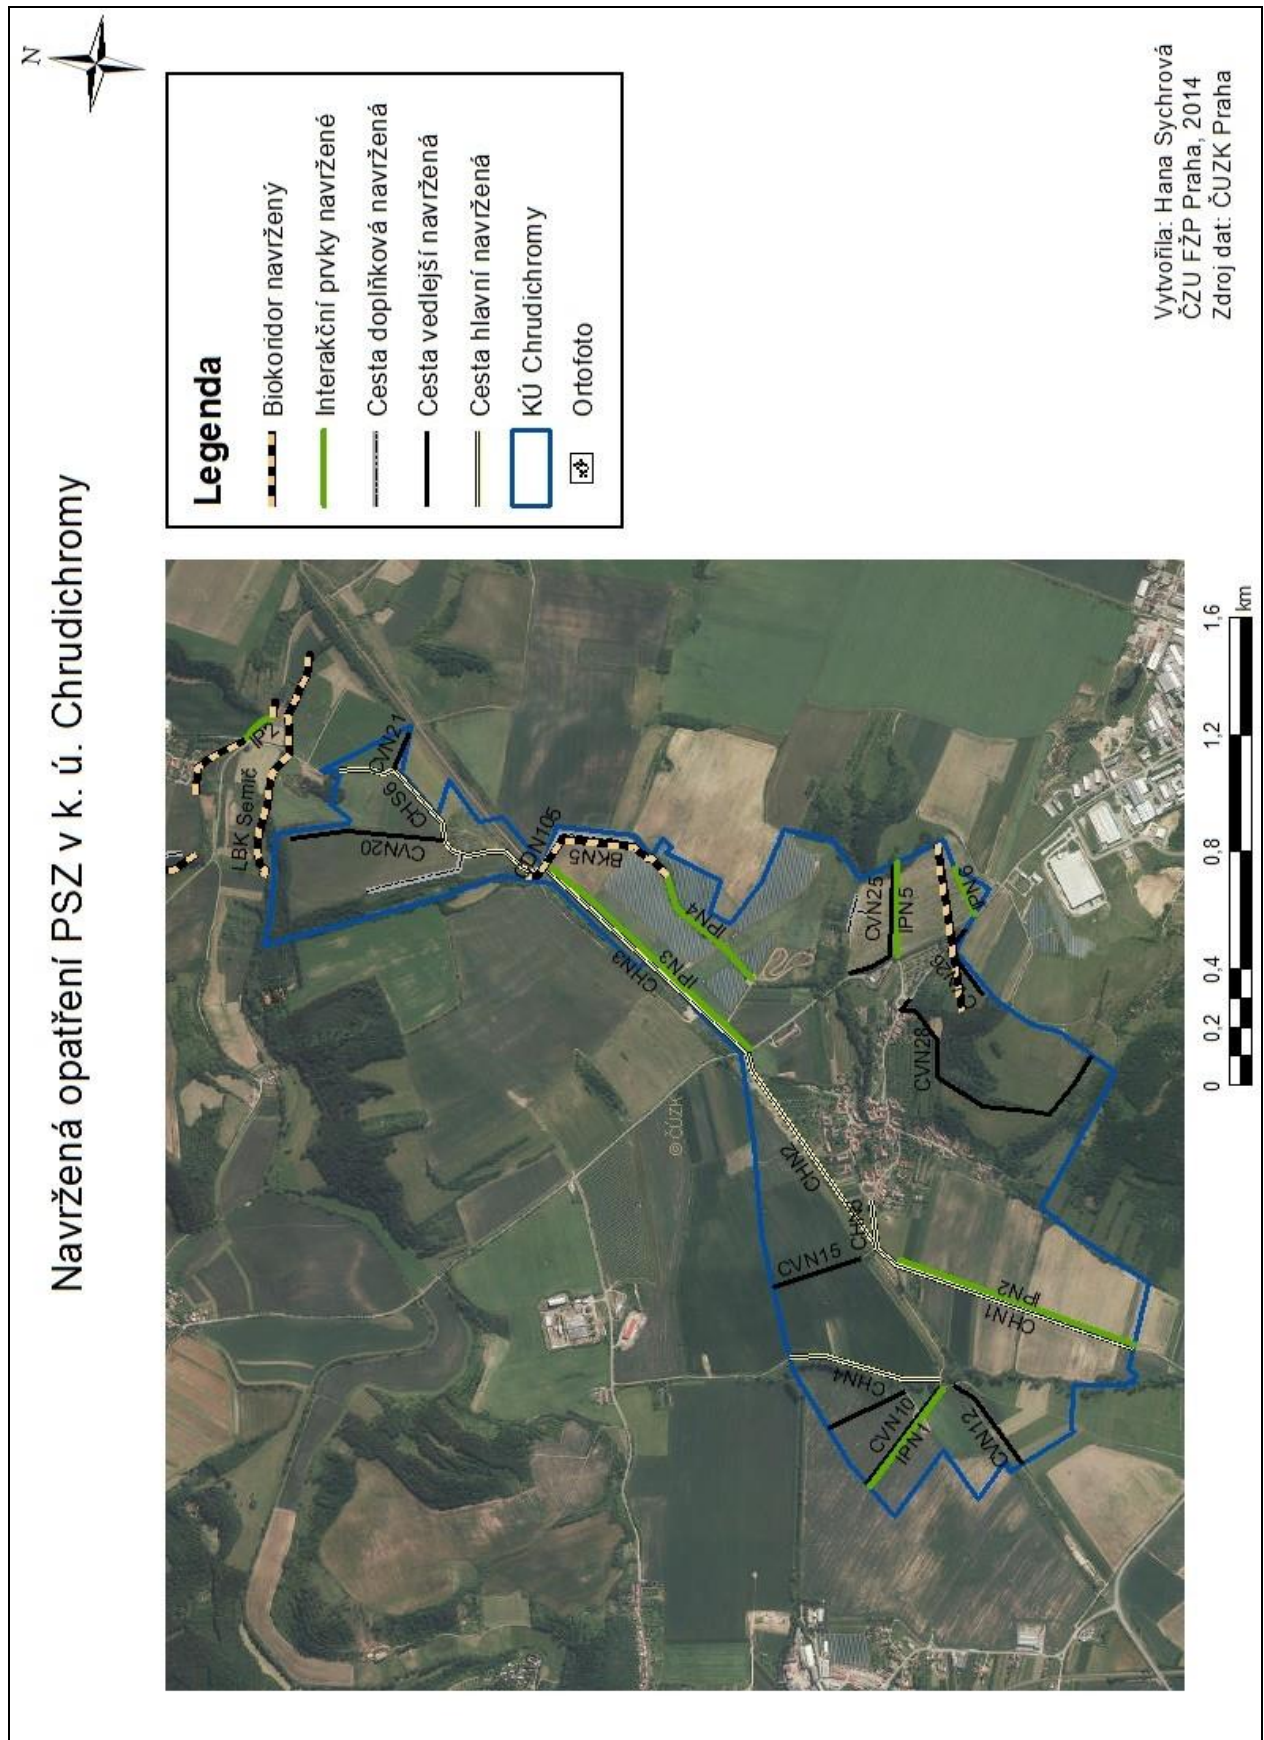 Navržená opatření PSZ v k. ú. Chrudichromy
N
Legenda
Biokoridor navržený
Interakční prvky navržené
Cesta doplňková navržená
Cesta vedlejší navržená
Cesta hlavní navržená
KÚ Chrudichromy
Ortofoto
IP2
LBK Semič
CVN21
CHS6
CVN20
BKN5
CHN3
IPN3
IPN4
CVN25
IPN5
IPN6
CVN28
© ČÚZK
CHN2
CVN15
IPN2
CHN1
CHN4
CVN10
IPN1
CVN12
0 0,2 0,4 0,8 1,2 1,6
km
Vytvořila: Hana Sychrová
ČZU FŽP Praha, 2014
Zdroj dat: ČUZK Praha